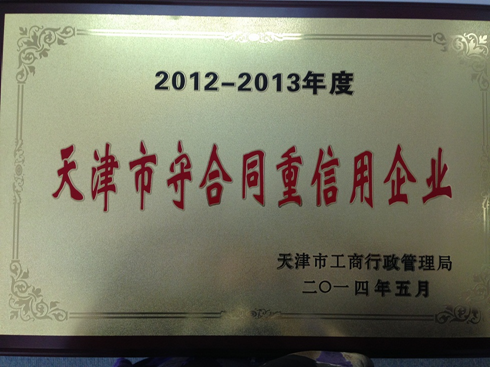 2012-2013年度
天津市守合同重信用企业
天津市工商行政管理局
二〇一四年五月